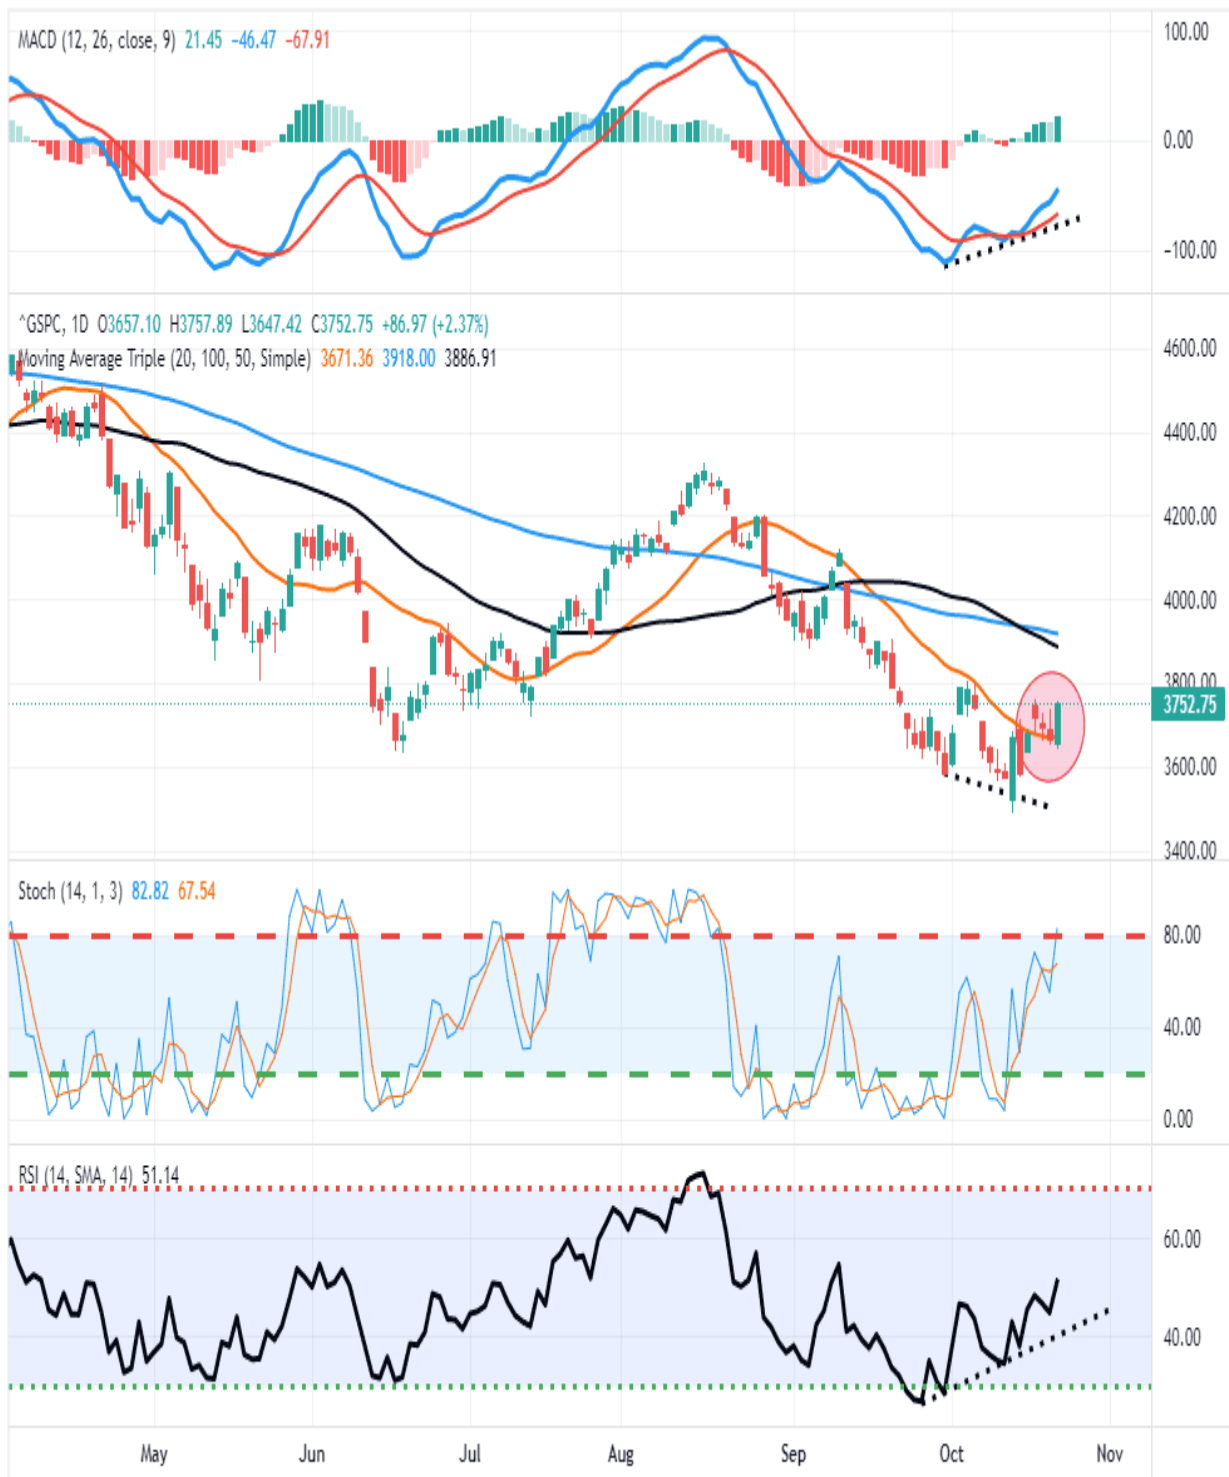 MACD (12, 26, close, 9) 21.45 −46.47 −67.91
100.00
0.00
−100.00
^GSPC, 1D O3657.10 H3757.89 L3647.42 C3752.75 +86.97 (+2.37%)
Moving Average Triple (20, 100, 50, Simple) 3671.36 3918.00 3886.91
4600.00
4400.00
4200.00
4000.00
3800.00
3752.75
3600.00
3400.00
Stoch (14, 1, 3) 82.82 67.54
80.00
40.00
0.00
RSI (14, SMA, 14) 51.14
60.00
40.00
May Jun Jul Aug Sep Oct Nov